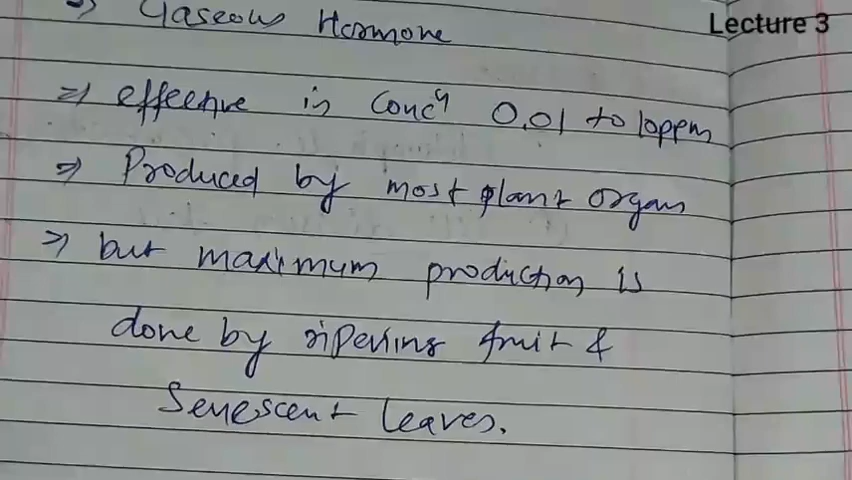 Lecture 3
⇒ Gaseous Hormone
⇒ effective in Concⁿ 0.01 to 10ppm
⇒ Produced by most plant organs
⇒ but maximum production is
done by ripening fruit &
Senescent leaves.